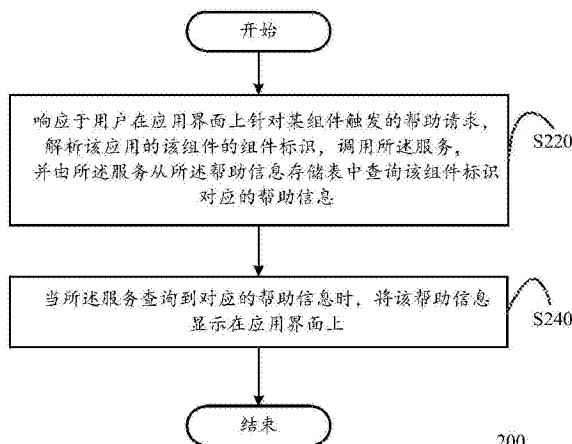 开始
响应于用户在应用界面上针对某组件触发的帮助请求，
解析该应用的该组件的组件标识，调用所述服务，
并由所述服务从所述帮助信息存储表中查询该组件标识
对应的帮助信息
S220
当所述服务查询到对应的帮助信息时，将该帮助信息
显示在应用界面上
S240
结束
200